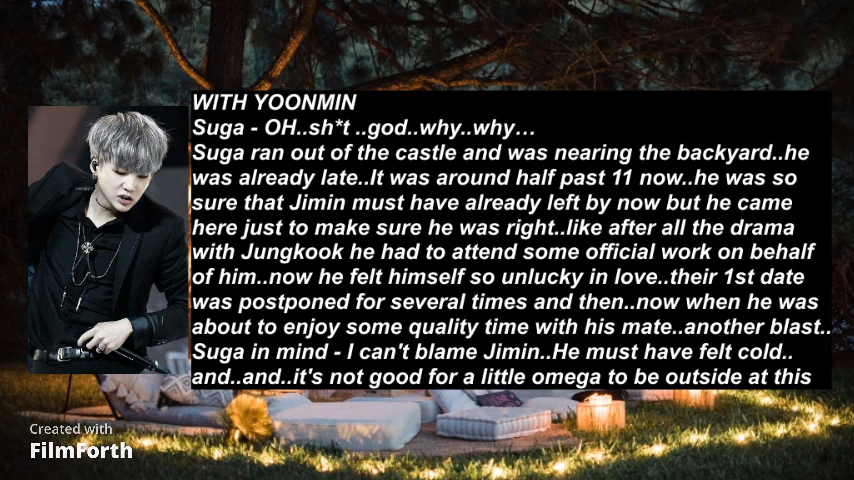 WITH YOONMIN
Suga - OH..sh*t ..god..why..why…
Suga ran out of the castle and was nearing the backyard..he
was already late..It was around half past 11 now..he was so
sure that Jimin must have already left by now but he came
here just to make sure he was right..like after all the drama
with Jungkook he had to attend some official work on behalf
of him..now he felt himself so unlucky in love..their 1st date
was postponed for several times and then..now when he was
about to enjoy some quality time with his mate..another blast..
Suga in mind - I can't blame Jimin..He must have felt cold..
and..and..it's not good for a little omega to be outside at this
Created with
FilmForth